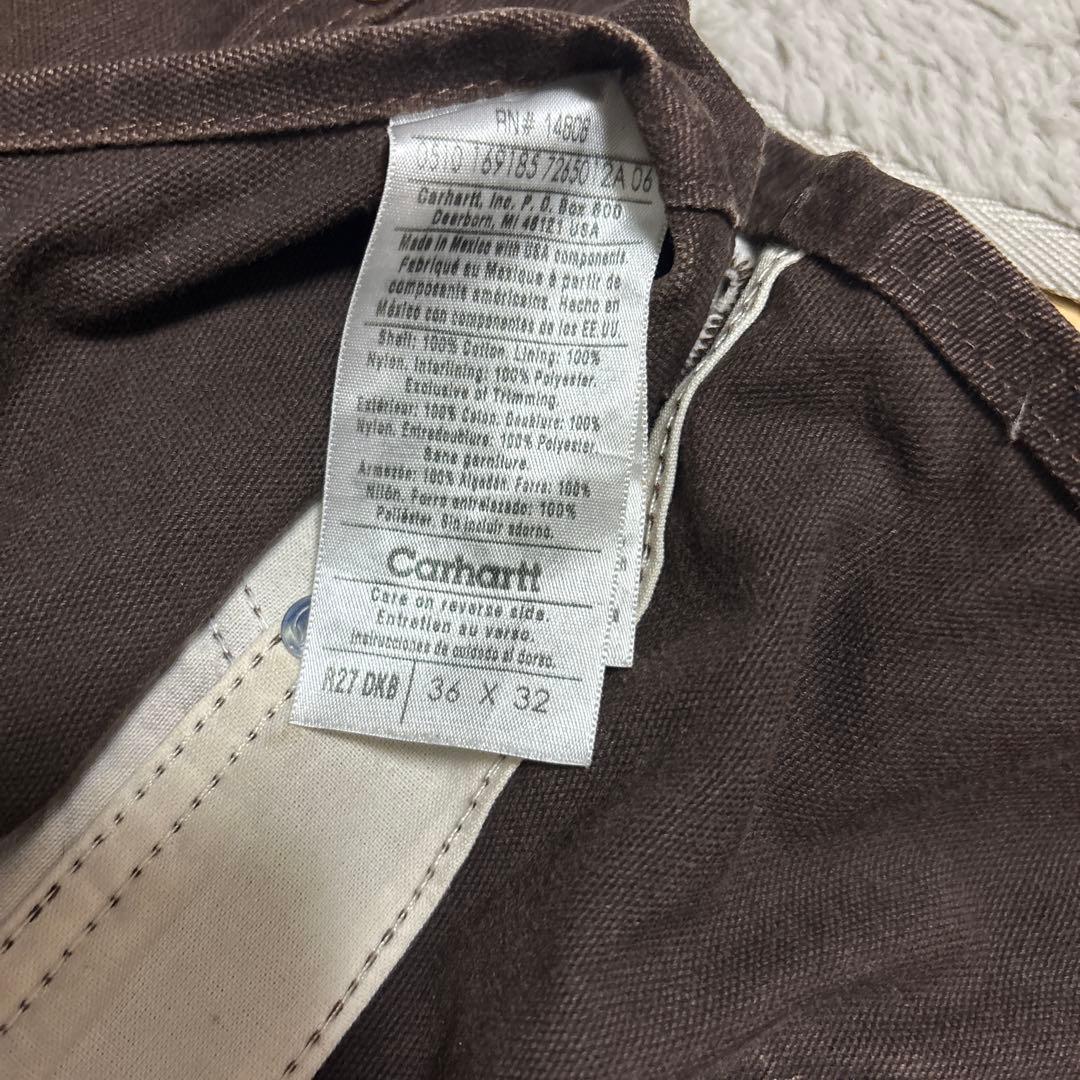 RN# 14806
0510 169185 72650 2A 06
Carhartt, Inc. P. O. Box 600
Dearborn, MI 48121 USA
Made in Mexico with USA components.
Fabriqué au Mexique à partir de
composants américains. Hecho en
México con componentes de los EE.UU.
Shell: 100% Cotton. Lining: 100%
Nylon. Interlining: 100% Polyester.
Exclusive of Trimming.
Extérieur: 100% Coton. Doublure: 100%
Nylon. Entredoublure: 100% Polyester.
Sans garniture.
Armazón: 100% Algodón. Forro: 100%
Nilón. Forro entrelazado: 100%
Poliéster. Sin incluir adorno.
Carhartt
Care on reverse side.
Entretien au verso.
Instrucciones de cuidado al dorso.
R27 DKB 36 X 32